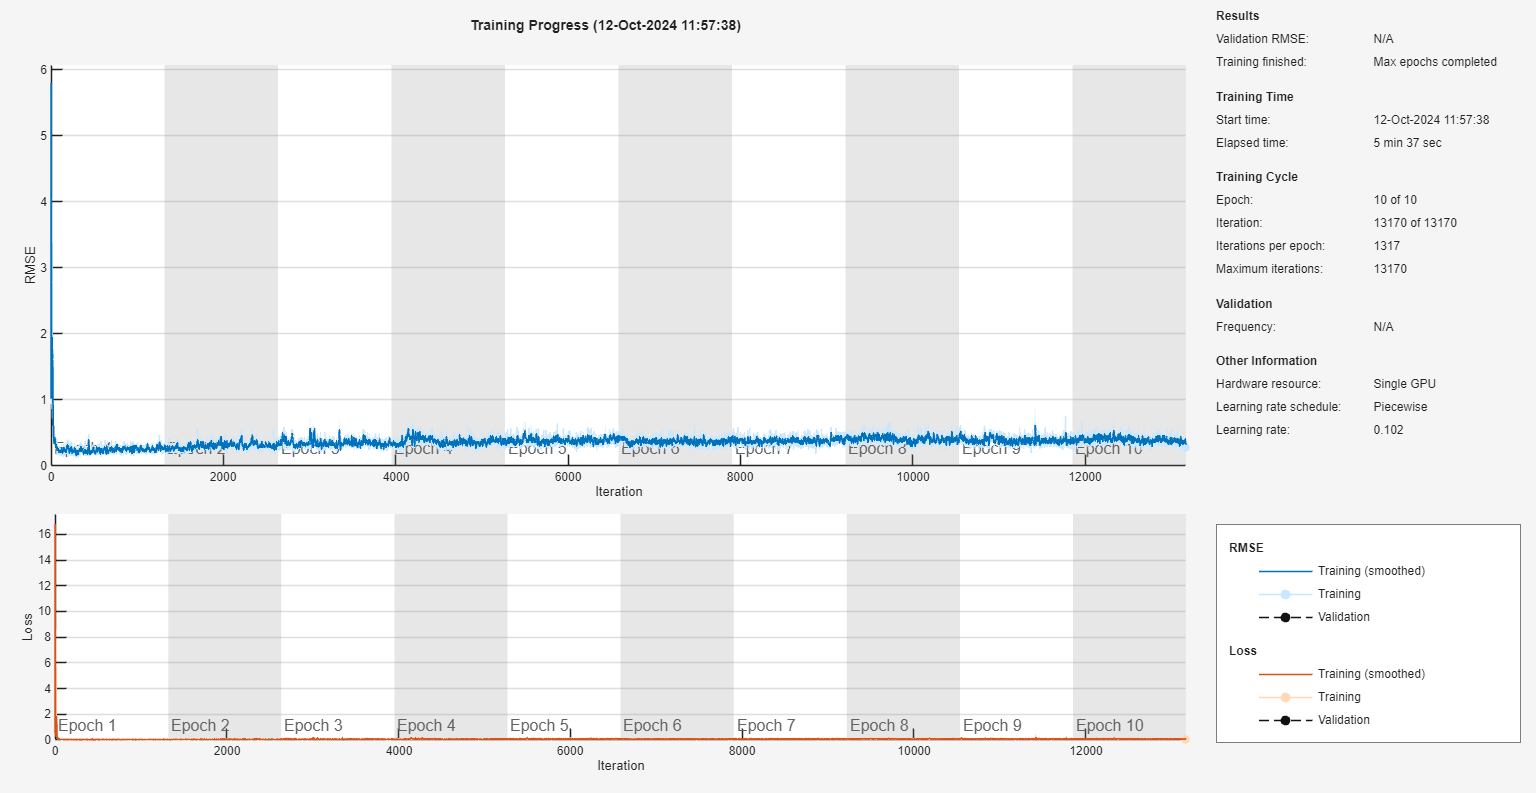 Training Progress (12-Oct-2024 11:57:38)
RMSE
6
5
4
3
2
1
0
Epoch 2
Epoch 3
Epoch 4
Epoch 5
Epoch 6
Epoch 7
Epoch 8
Epoch 9
Epoch 10
0 2000 4000 6000 8000 10000 12000
Iteration
Loss
16
14
12
10
8
6
4
2
0
Epoch 1 Epoch 2 Epoch 3 Epoch 4 Epoch 5 Epoch 6 Epoch 7 Epoch 8 Epoch 9 Epoch 10
0 2000 4000 6000 8000 10000 12000
Iteration
Results
Validation RMSE: N/A
Training finished: Max epochs completed
Training Time
Start time: 12-Oct-2024 11:57:38
Elapsed time: 5 min 37 sec
Training Cycle
Epoch: 10 of 10
Iteration: 13170 of 13170
Iterations per epoch: 1317
Maximum iterations: 13170
Validation
Frequency: N/A
Other Information
Hardware resource: Single GPU
Learning rate schedule: Piecewise
Learning rate: 0.102
RMSE
Training (smoothed)
Training
Validation
Loss
Training (smoothed)
Training
Validation